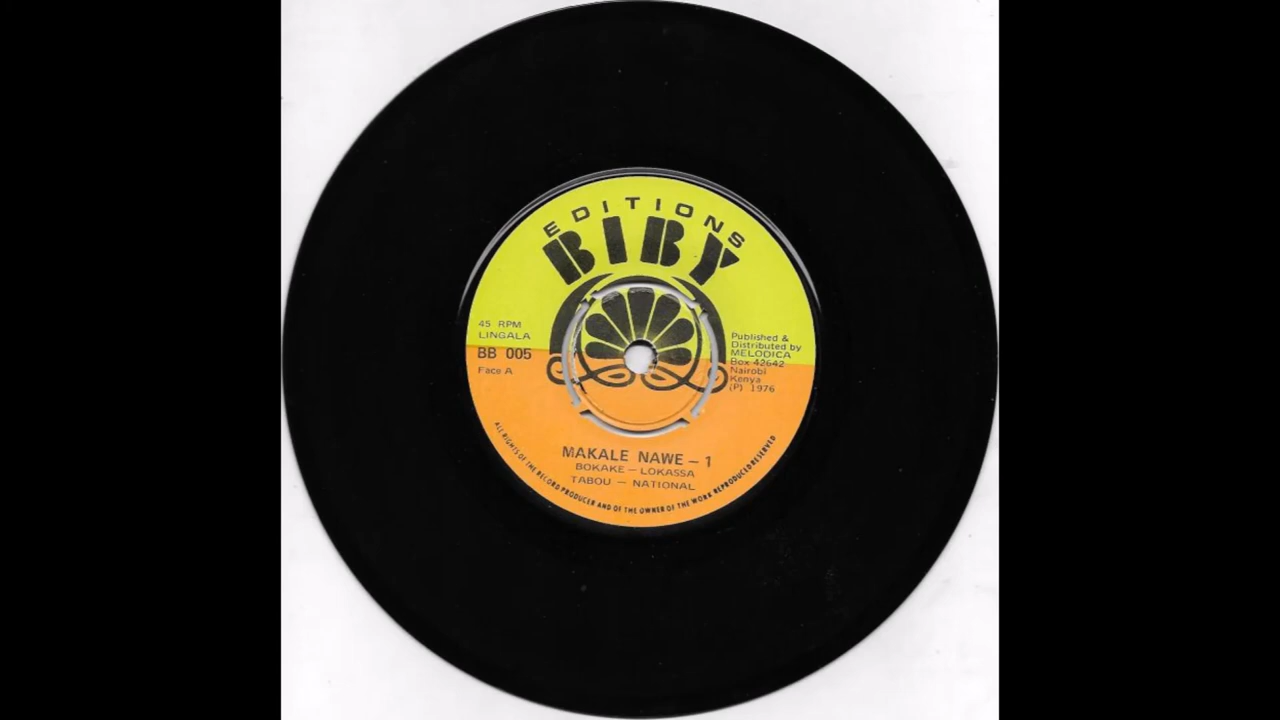 EDITIONS
BIBY
45 RPM
LINGALA
BB 005
Face A
Published &
Distributed by
MELODICA
Box 42642
Nairobi
Kenya
(P) 1976
MAKALE NAWE – 1
BOKAKE – LOKASSA
TABOU – NATIONAL
ALL RIGHTS OF THE RECORD PRODUCER AND OF THE OWNER OF THE WORK REPRODUCED RESERVED